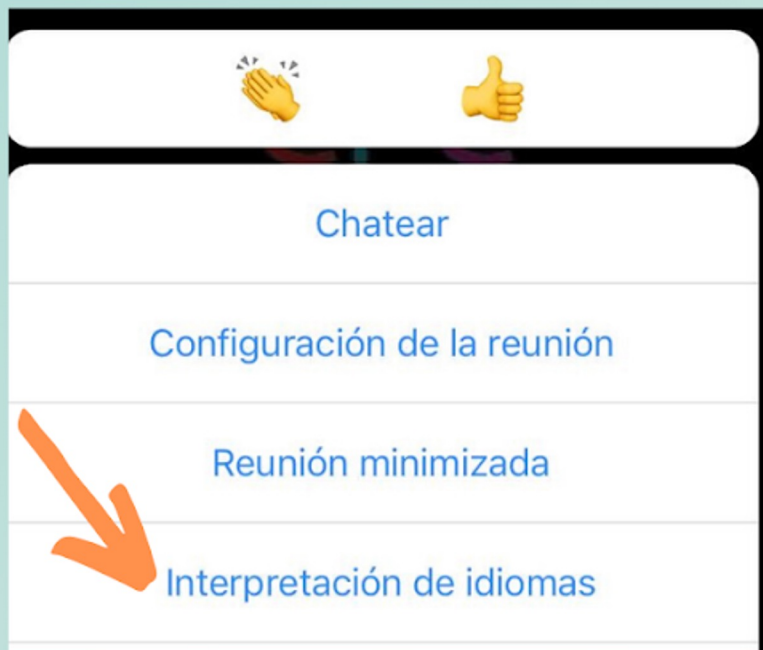 Chatear
Configuración de la reunión
Reunión minimizada
Interpretación de idiomas